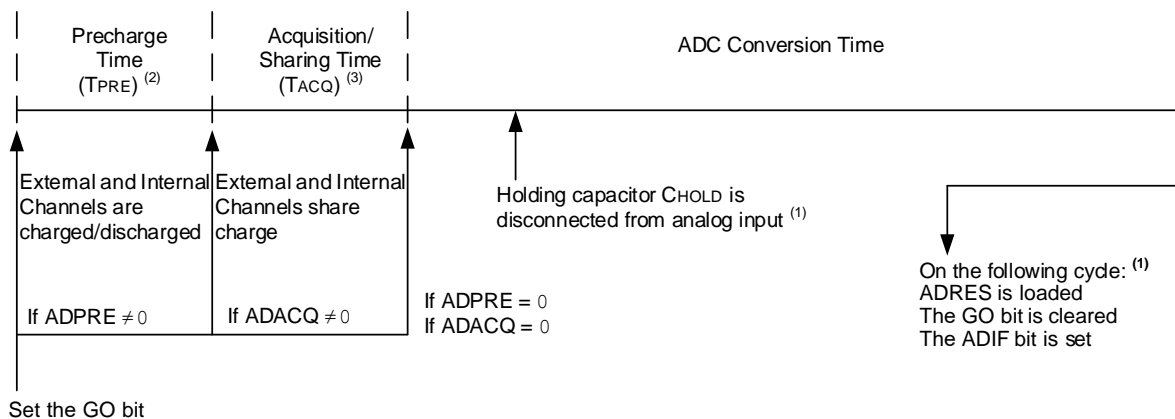 Precharge
Time
(TPRE) (2)
Acquisition/
Sharing Time
(TACQ) (3)
ADC Conversion Time
External and Internal
Channels are
charged/discharged
External and Internal
Channels share
charge
Holding capacitor CHOLD is
disconnected from analog input (1)
If ADPRE ≠ 0
If ADACQ ≠ 0
If ADPRE = 0
If ADACQ = 0
On the following cycle: (1)
ADRES is loaded
The GO bit is cleared
The ADIF bit is set
Set the GO bit